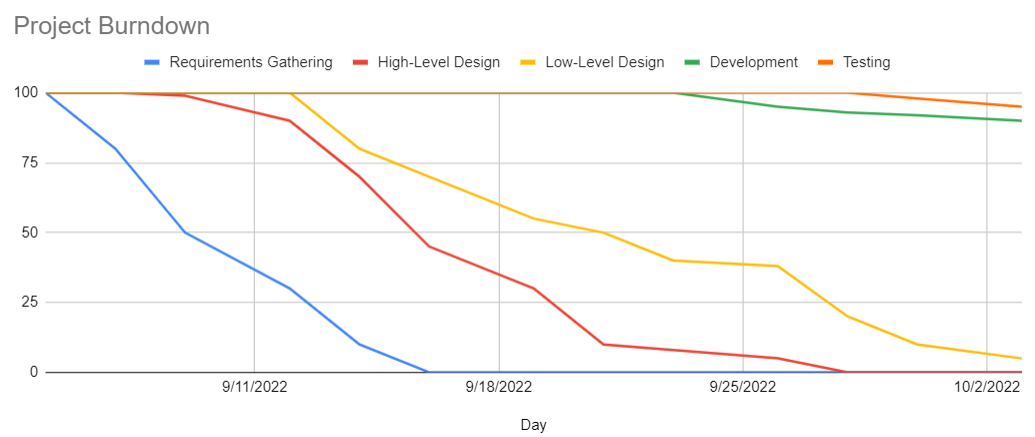 Project Burndown
Requirements Gathering High-Level Design Low-Level Design Development Testing
100
75
50
25
0
9/11/2022 9/18/2022 9/25/2022 10/2/2022
Day